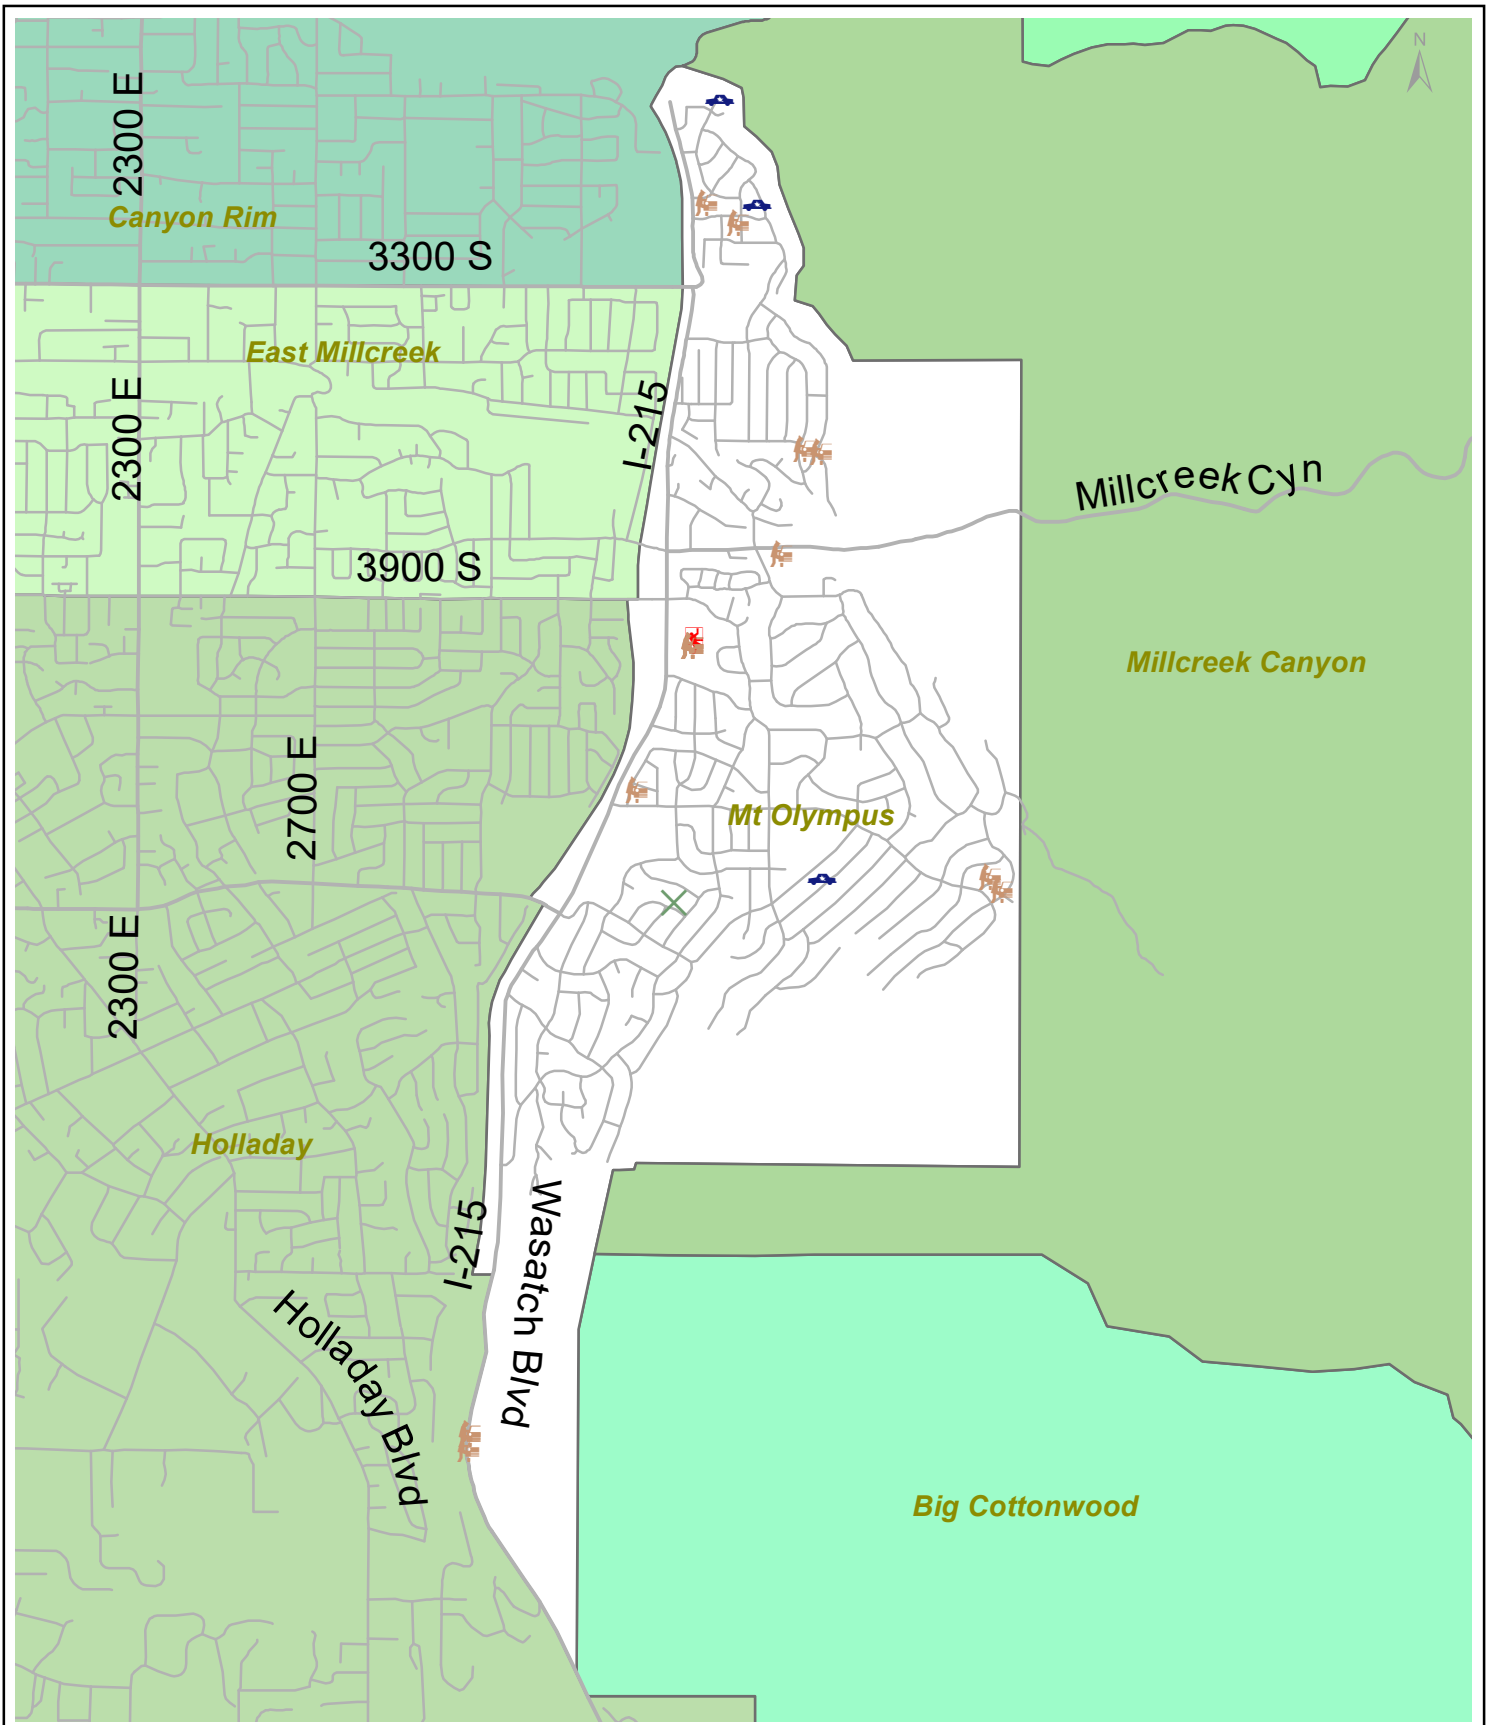 N
2300 E
Canyon Rim
3300 S
East Millcreek
2300 E
I-215
Millcreek Cyn
3900 S
Millcreek Canyon
2700 E
Mt Olympus
2300 E
Holladay
I-215
Wasatch Blvd
Holladay Blvd
Big Cottonwood